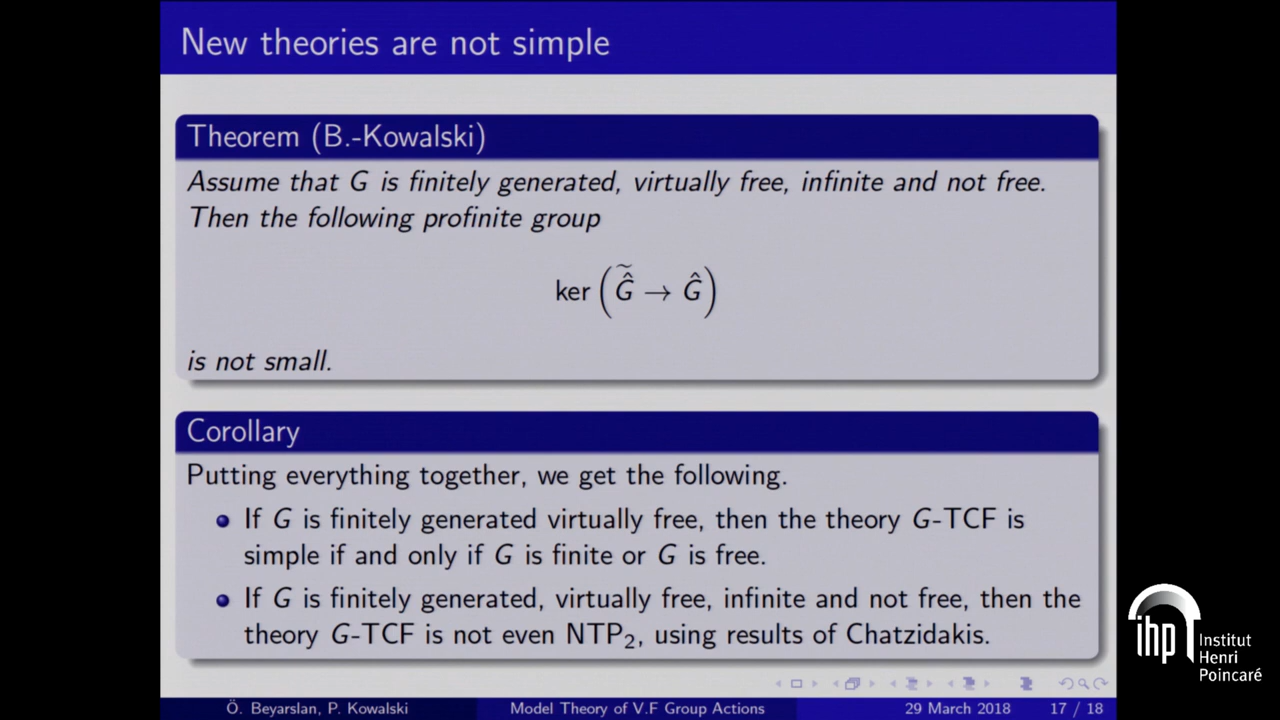 New theories are not simple
Theorem (B.-Kowalski)
Assume that G is finitely generated, virtually free, infinite and not free.
Then the following profinite group
ker (\widetilde{\hat{G}} → \hat{G})
is not small.
Corollary
Putting everything together, we get the following.
If G is finitely generated virtually free, then the theory G-TCF is
simple if and only if G is finite or G is free.
If G is finitely generated, virtually free, infinite and not free, then the
theory G-TCF is not even NTP₂, using results of Chatzidakis.
Ö. Beyarslan, P. Kowalski Model Theory of V.F Group Actions 29 March 2018 17 / 18
ihp Institut
Henri
Poincaré